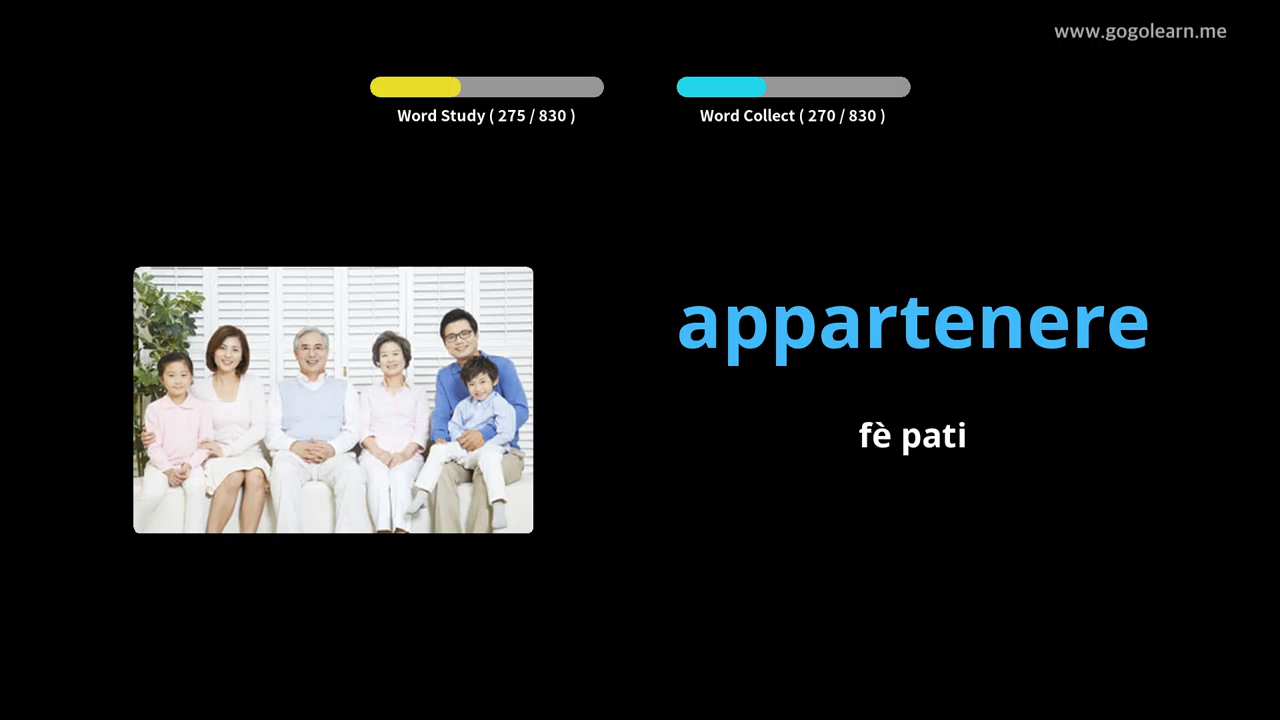 www.gogolearn.me
Word Study ( 275 / 830 )
Word Collect ( 270 / 830 )
appartenere
fè pati